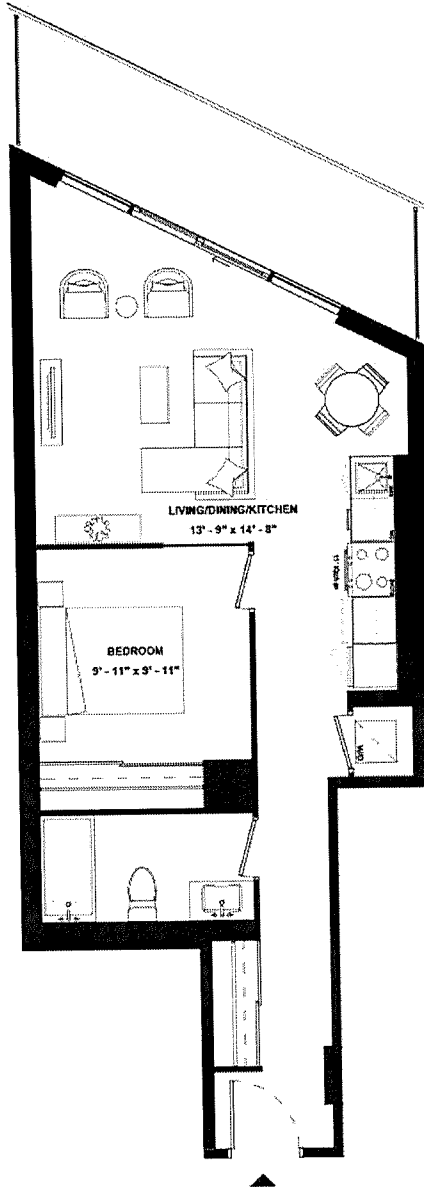 LIVING/DINING/KITCHEN
13' - 9" x 14' - 8"
BEDROOM
9' - 11" x 9' - 11"
W/D